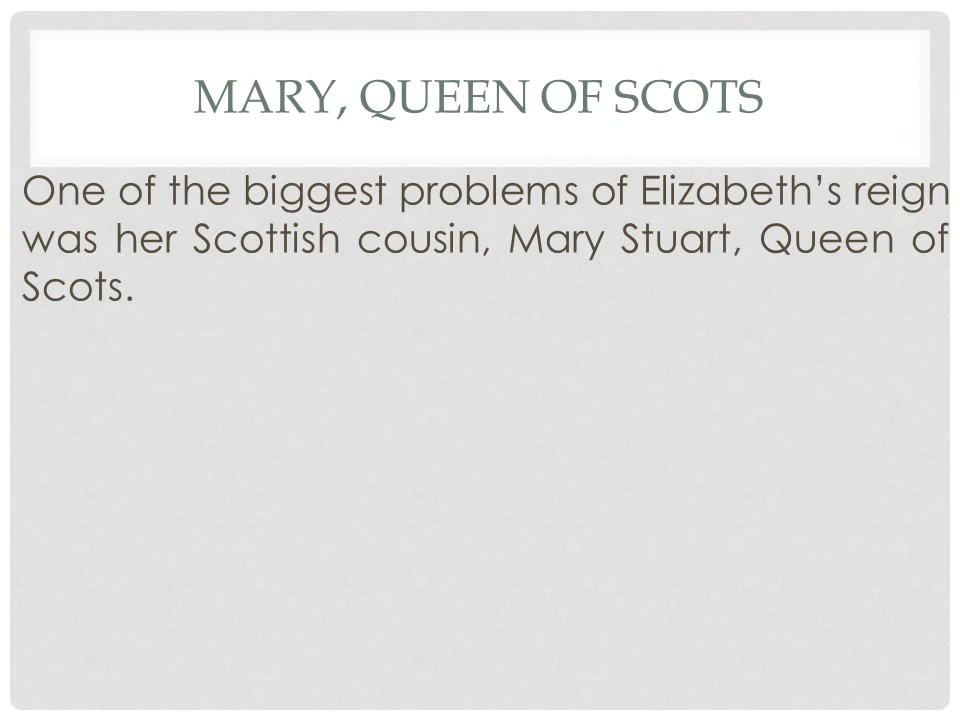 MARY, QUEEN OF SCOTS
One of the biggest problems of Elizabeth’s reign
was her Scottish cousin, Mary Stuart, Queen of
Scots.